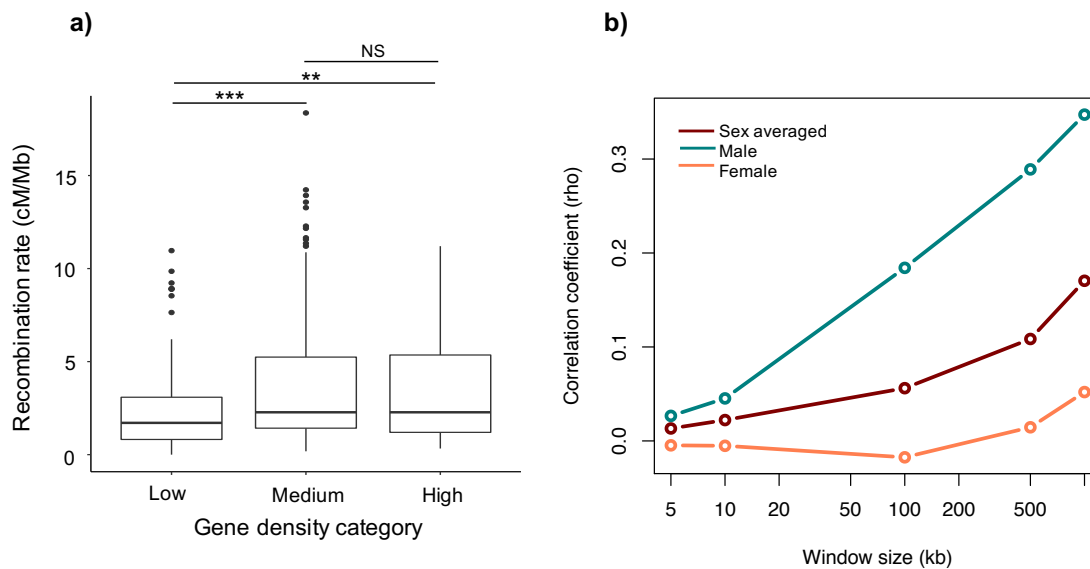 a)
NS
**
***
Recombination rate (cM/Mb)
15
10
5
0
Low Medium High
Gene density category
b)
Sex averaged
Male
Female
Correlation coefficient (rho)
0.3
0.2
0.1
0.0
5 10 20 50 100 200 500
Window size (kb)